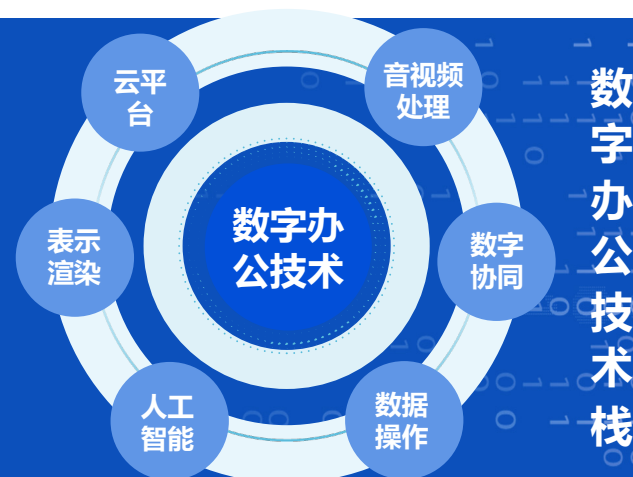 云平
台
音视频
处理
表示
渲染
数字办
公技术
数字
协同
人工
智能
数据
操作
数字办公技术栈